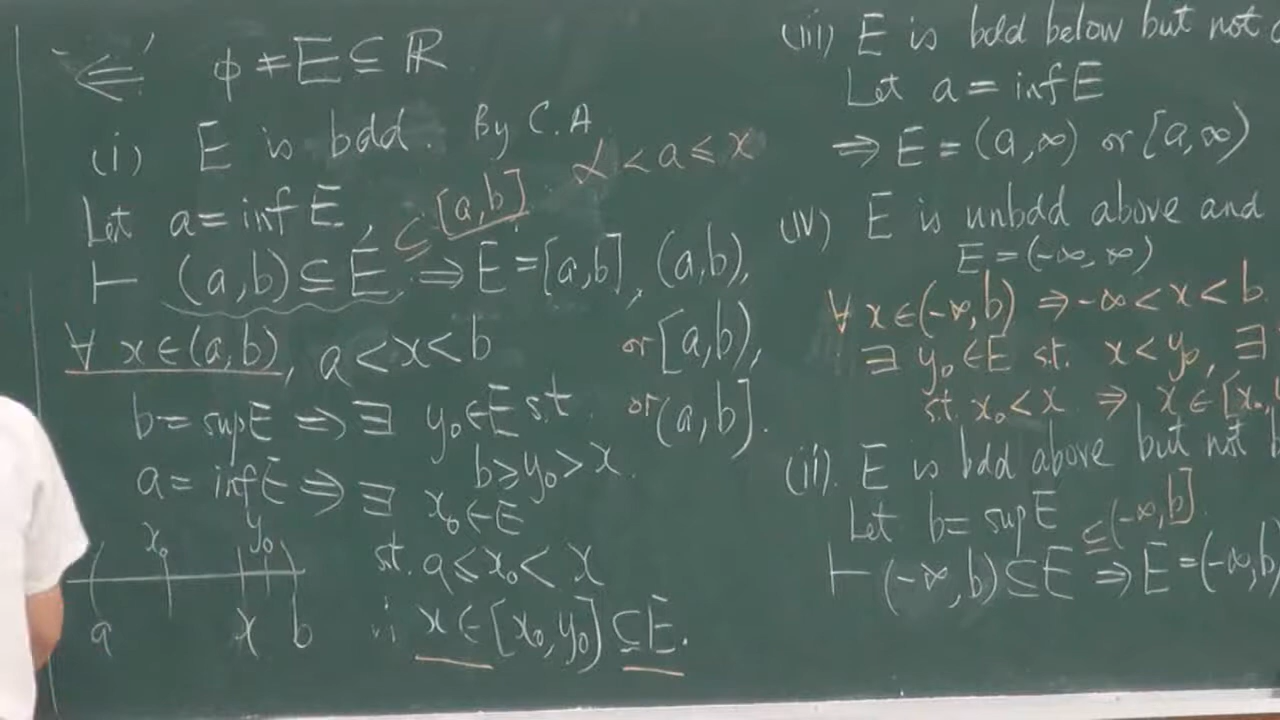 "⇐" φ ≠ E ⊆ ℝ
(i) E is bdd. By C.A
α < a ≤ x
Let a = inf E,
⊢ (a,b) ⊆ E ⊆ [a,b] ⇒ E = [a,b], (a,b),
or [a,b),
or (a,b].
∀ x ∈ (a,b), a < x < b
b = sup E ⇒ ∃ y₀ ∈ E s.t.
b ≥ y₀ > x.
a = inf E ⇒ ∃ x₀ ∈ E
st. a ≤ x₀ < x
∴ x ∈ [x₀, y₀] ⊆ E.
x₀ y₀
a x b
(iii) E is bdd below but not
Let a = inf E
⇒ E = (a,∞) or [a,∞)
(iv) E is unbdd above and
E = (-∞,∞)
∀ x ∈ (-∞,b) ⇒ -∞ < x < b
∃ y₀ ∈ E st. x < y₀, ∃
st. x₀ < x ⇒ x ∈ [x₀,
(ii). E is bdd above but not b
Let b = sup E
⊢ (-∞,b) ⊆ E ⊆ (-∞,b] ⇒ E = (-∞,b)